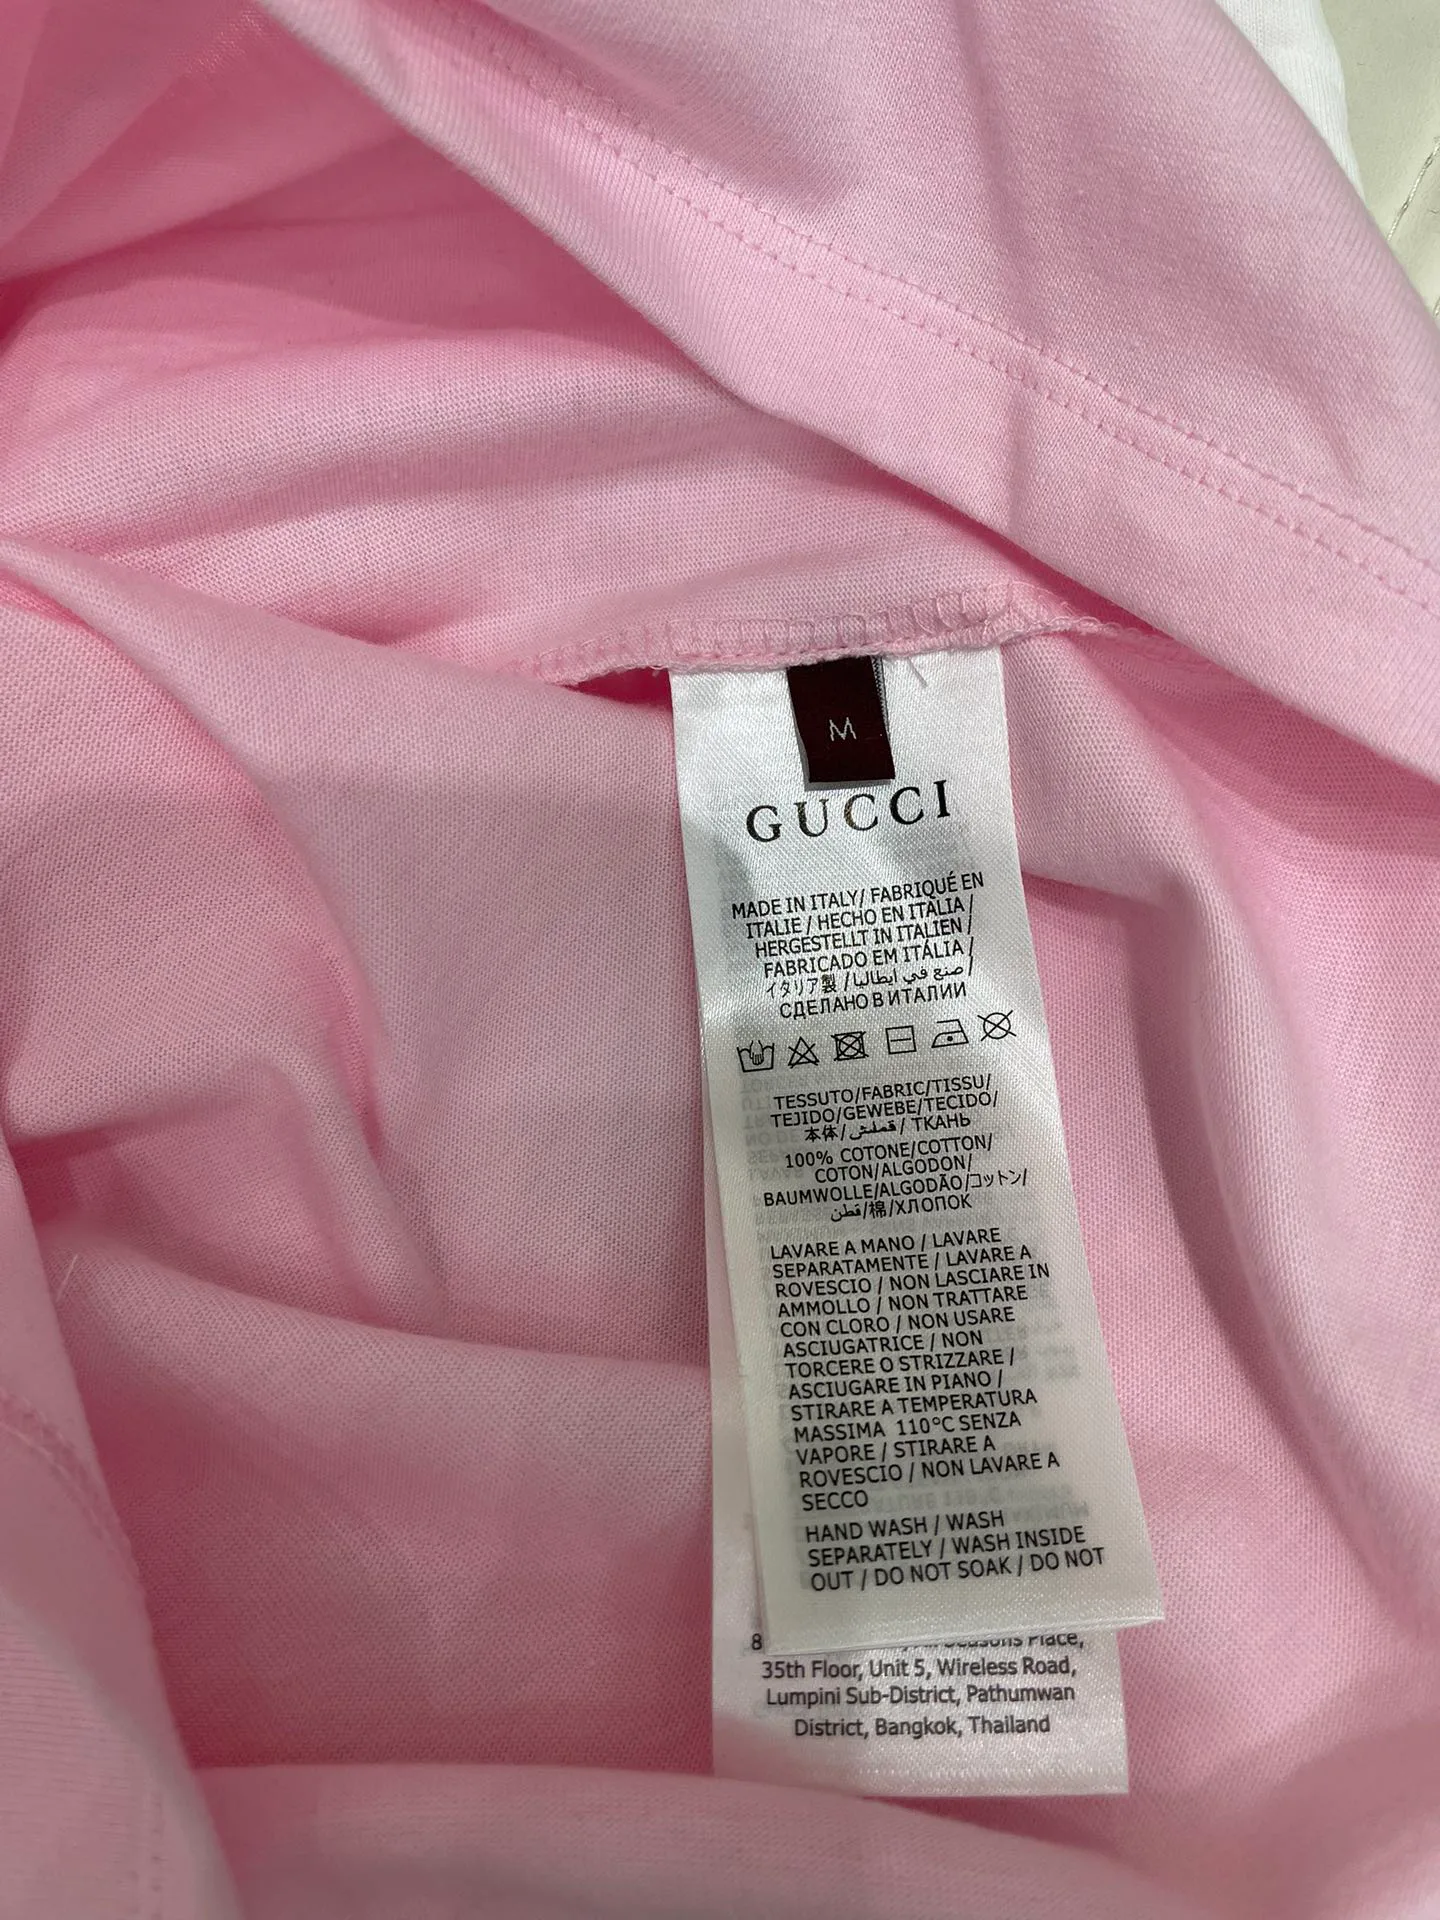 M
GUCCI
MADE IN ITALY/ FABRIQUÉ EN
ITALIE / HECHO EN ITALIA /
HERGESTELLT IN ITALIEN /
FABRICADO EM ITÁLIA /
イタリア製 / صنع في ايطاليا /
СДЕЛАНО В ИТАЛИИ
TESSUTO/FABRIC/TISSU/
TEJIDO/GEWEBE/TECIDO/
本体/قملش/ ТКАНЬ
100% COTONE/COTTON/
COTON/ALGODON/
BAUMWOLLE/ALGODÃO/コットン/
قطن/棉/ХЛОПОК
LAVARE A MANO / LAVARE
SEPARATAMENTE / LAVARE A
ROVESCIO / NON LASCIARE IN
AMMOLLO / NON TRATTARE
CON CLORO / NON USARE
ASCIUGATRICE / NON
TORCERE O STRIZZARE /
ASCIUGARE IN PIANO /
STIRARE A TEMPERATURA
MASSIMA 110°C SENZA
VAPORE / STIRARE A
ROVESCIO / NON LAVARE A
SECCO
HAND WASH / WASH
SEPARATELY / WASH INSIDE
OUT / DO NOT SOAK / DO NOT
8 Seasons Place,
35th Floor, Unit 5, Wireless Road,
Lumpini Sub-District, Pathumwan
District, Bangkok, Thailand